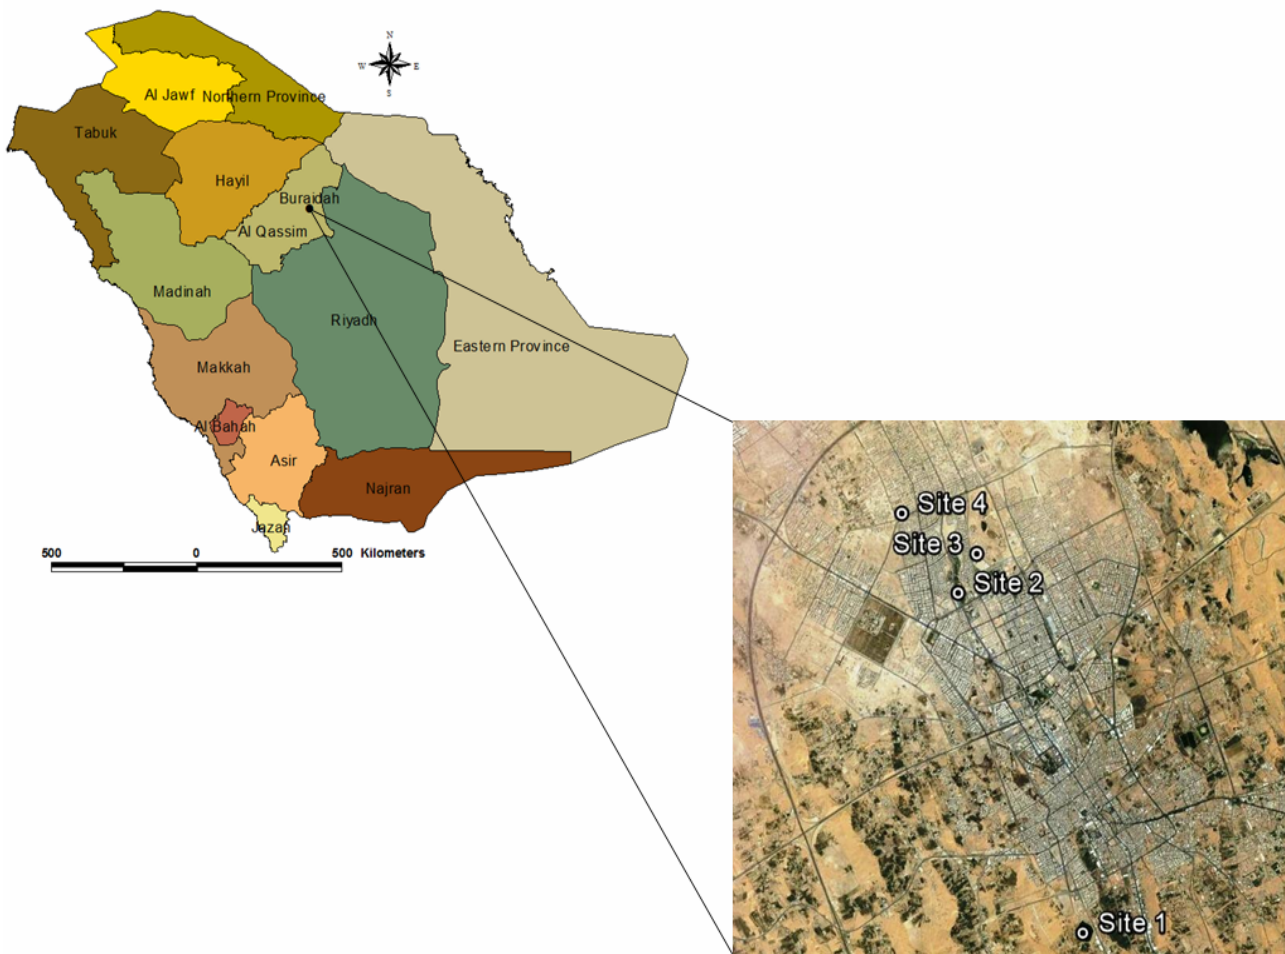 N
W E
S
Al Jawf
Northern Province
Tabuk
Hayil
Buraidah
Al Qassim
Madinah
Riyadh
Eastern Province
Makkah
Al Bahah
Asir
Najran
Jazan
500 0 500 Kilometers
Site 4
Site 3
Site 2
Site 1